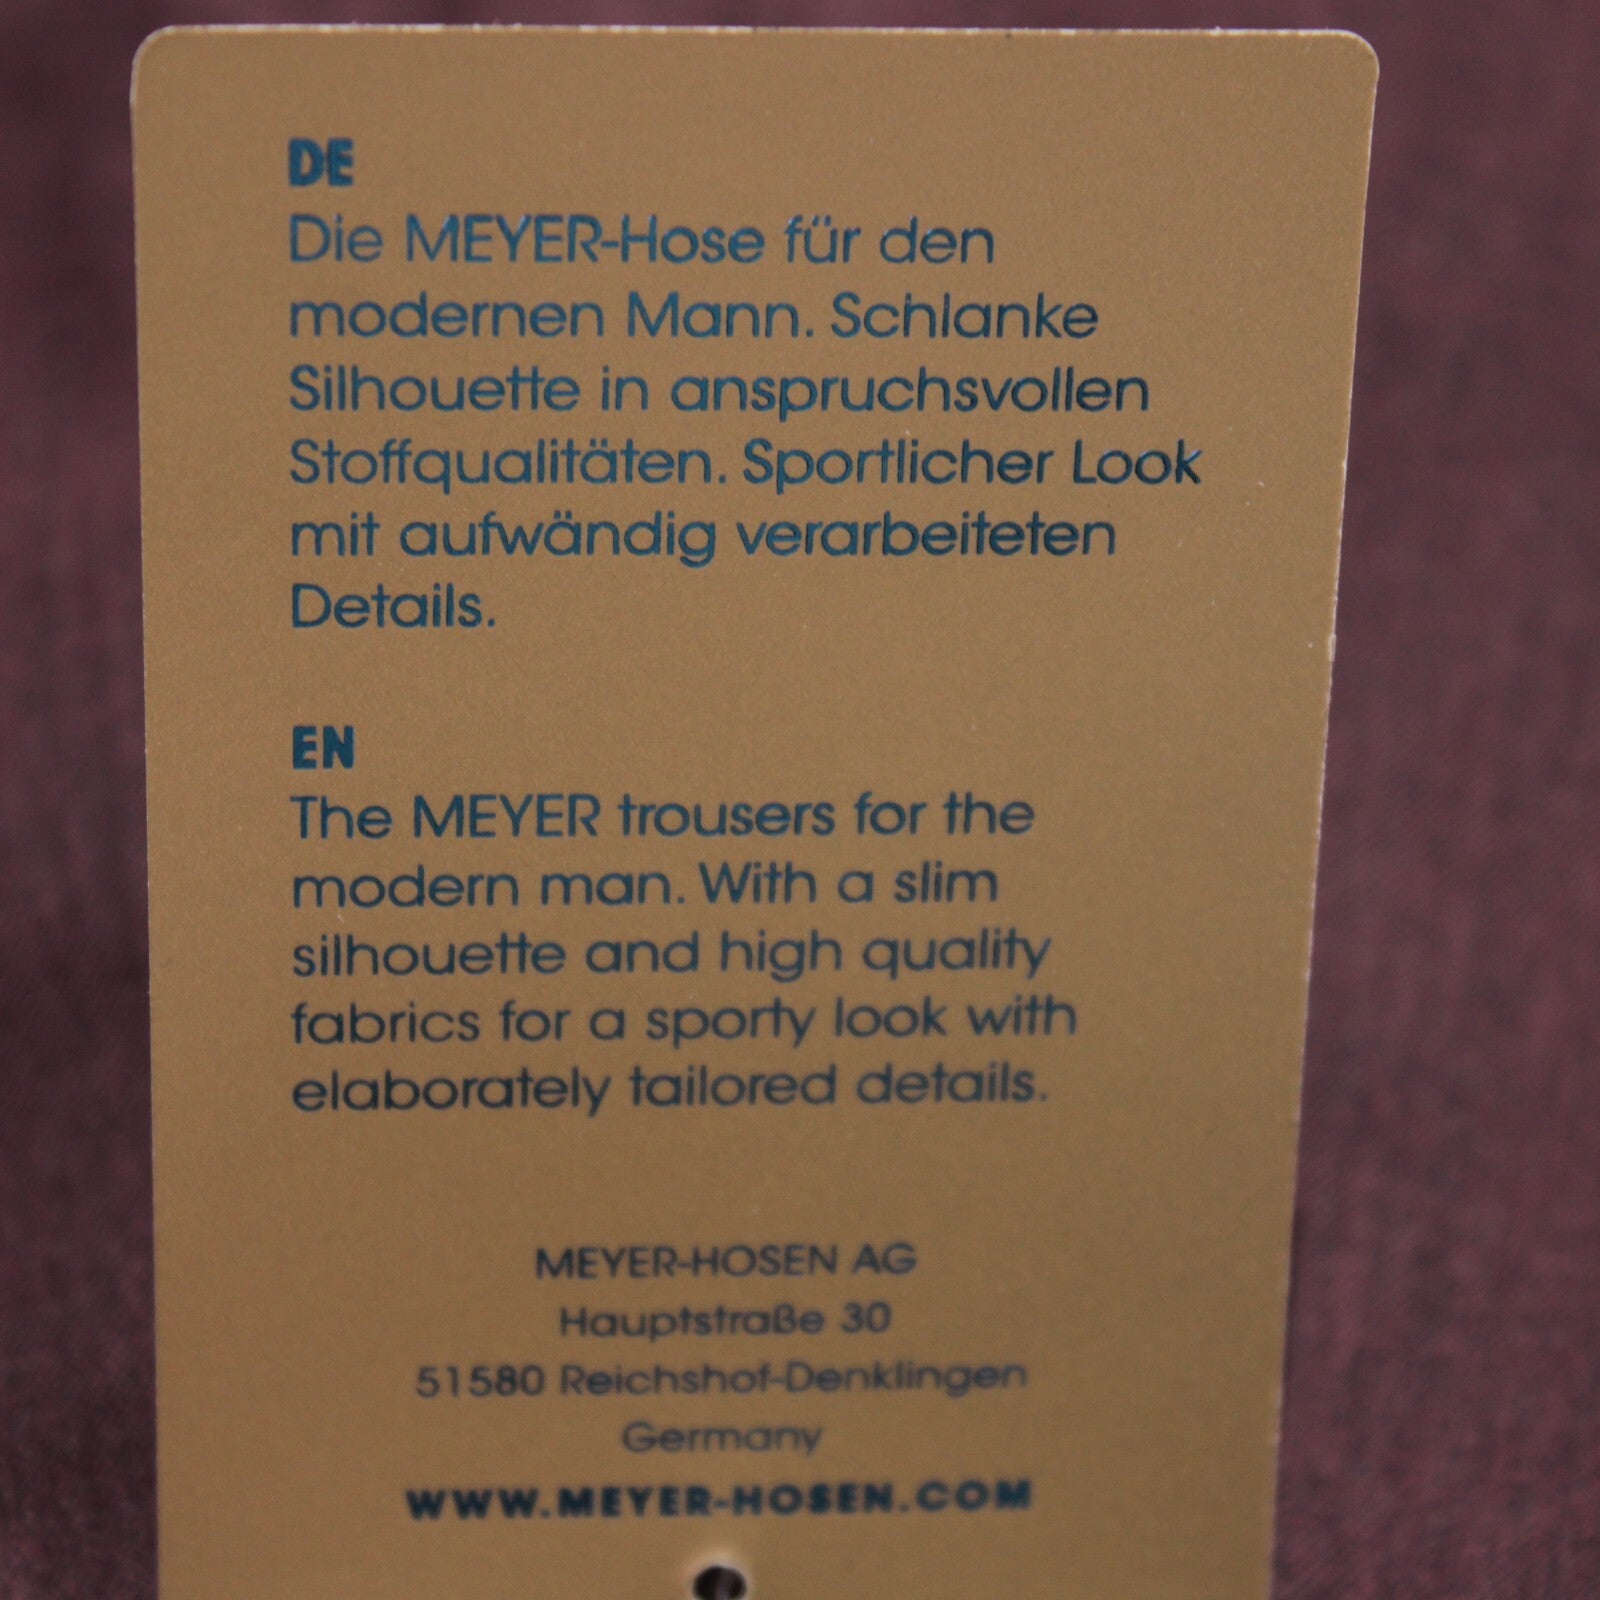 DE
Die MEYER-Hose für den
modernen Mann. Schlanke
Silhouette in anspruchsvollen
Stoffqualitäten. Sportlicher Look
mit aufwändig verarbeiteten
Details.
EN
The MEYER trousers for the
modern man. With a slim
silhouette and high quality
fabrics for a sporty look with
elaborately tailored details.
MEYER-HOSEN AG
Hauptstraße 30
51580 Reichshof-Denklingen
Germany
WWW.MEYER-HOSEN.COM